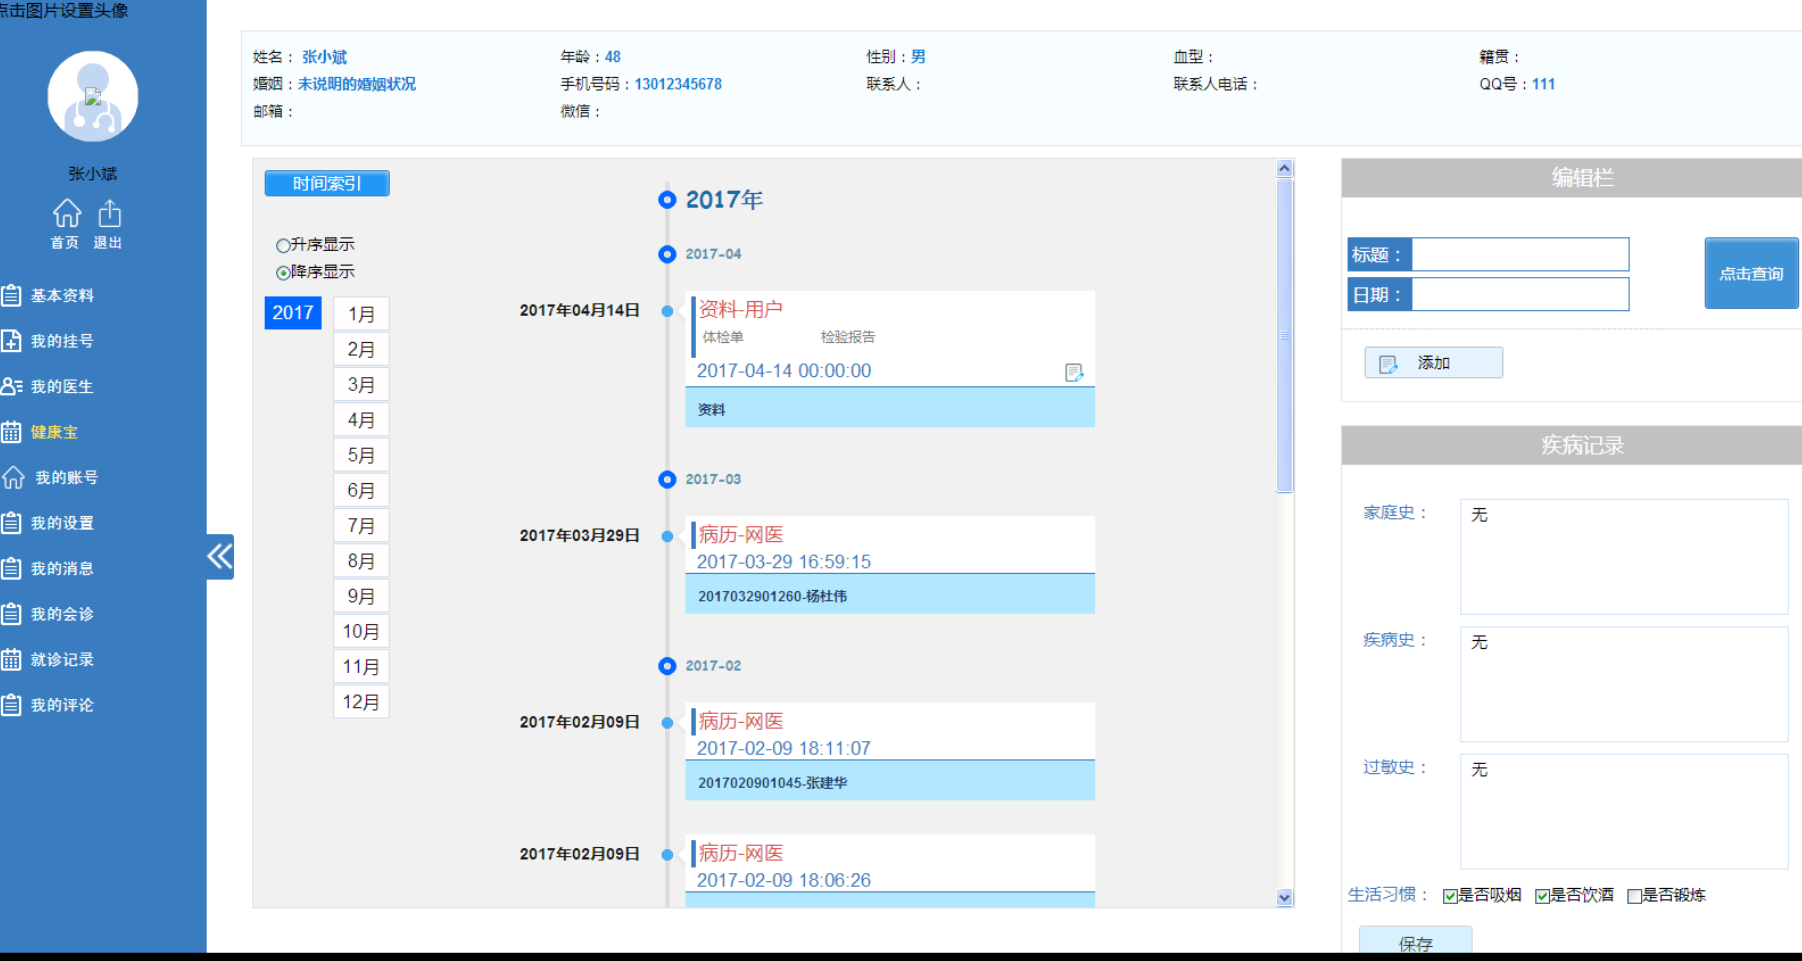 点击图片设置头像
张小斌
首页 退出
基本资料
我的挂号
我的医生
健康宝
我的账号
我的设置
我的消息
我的会诊
就诊记录
我的评论
姓名： 张小斌 年龄：48 性别：男 血型： 籍贯：
婚姻：未说明的婚姻状况 手机号码：13012345678 联系人： 联系人电话： QQ号：111
邮箱： 微信：
时间索引
升序显示
降序显示
2017
1月
2月
3月
4月
5月
6月
7月
8月
9月
10月
11月
12月
2017年
2017-04
2017年04月14日
资料-用户
体检单 检验报告
2017-04-14 00:00:00
资料
2017-03
2017年03月29日
病历-网医
2017-03-29 16:59:15
2017032901260-杨杜伟
2017-02
2017年02月09日
病历-网医
2017-02-09 18:11:07
2017020901045-张建华
2017年02月09日
病历-网医
2017-02-09 18:06:26
编辑栏
标题：
日期：
点击查询
添加
疾病记录
家庭史： 无
疾病史： 无
过敏史： 无
生活习惯： 是否吸烟 是否饮酒 是否锻炼
保存